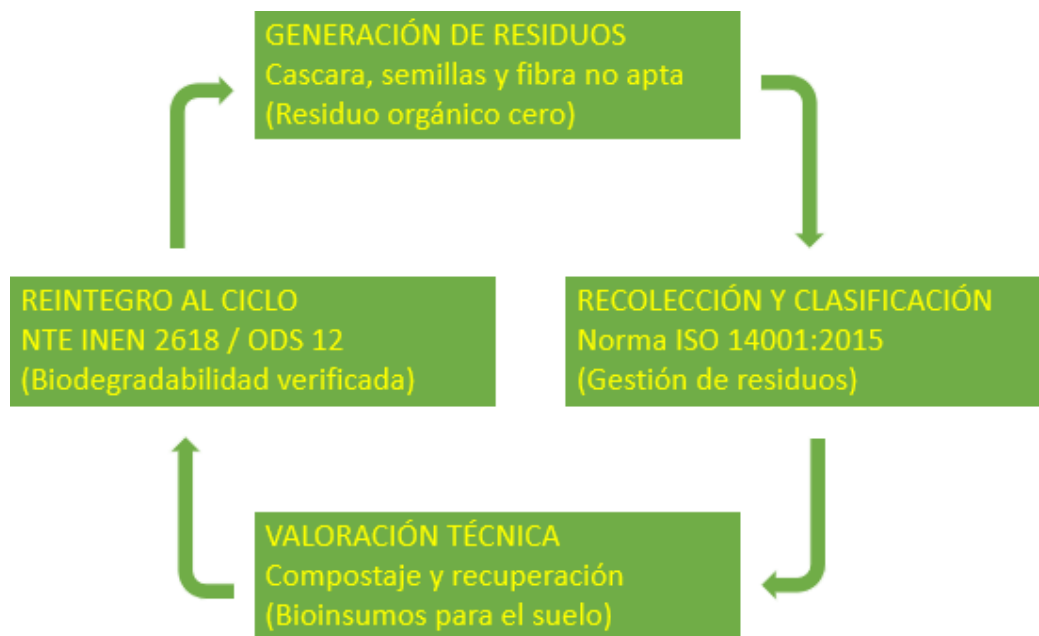 GENERACIÓN DE RESIDUOS
Cascara, semillas y fibra no apta
(Residuo orgánico cero)
RECOLECCIÓN Y CLASIFICACIÓN
Norma ISO 14001:2015
(Gestión de residuos)
VALORACIÓN TÉCNICA
Compostaje y recuperación
(Bioinsumos para el suelo)
REINTEGRO AL CICLO
NTE INEN 2618 / ODS 12
(Biodegradabilidad verificada)